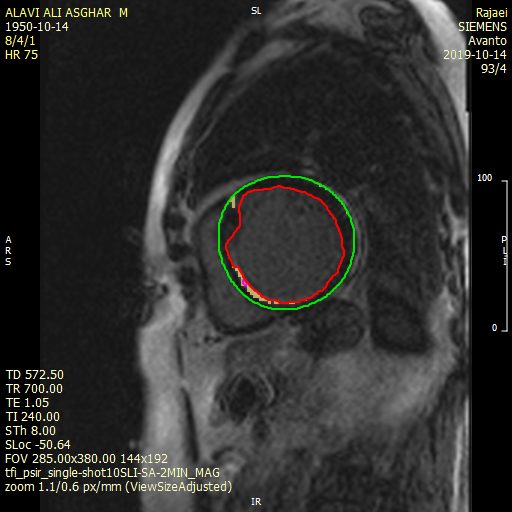 ALAVI ALI ASGHAR M
1950-10-14
8/4/1
HR 75
SL
Rajaei
SIEMENS
Avanto
2019-10-14
93/4
100
A
R
S
P
L
I
0
TD 572.50
TR 700.00
TE 1.05
TI 240.00
STh 8.00
SLoc -50.64
FOV 285.00x380.00 144x192
tfi_psir_single-shot10SLI-SA-2MIN_MAG
zoom 1.1/0.6 px/mm (ViewSizeAdjusted)
IR